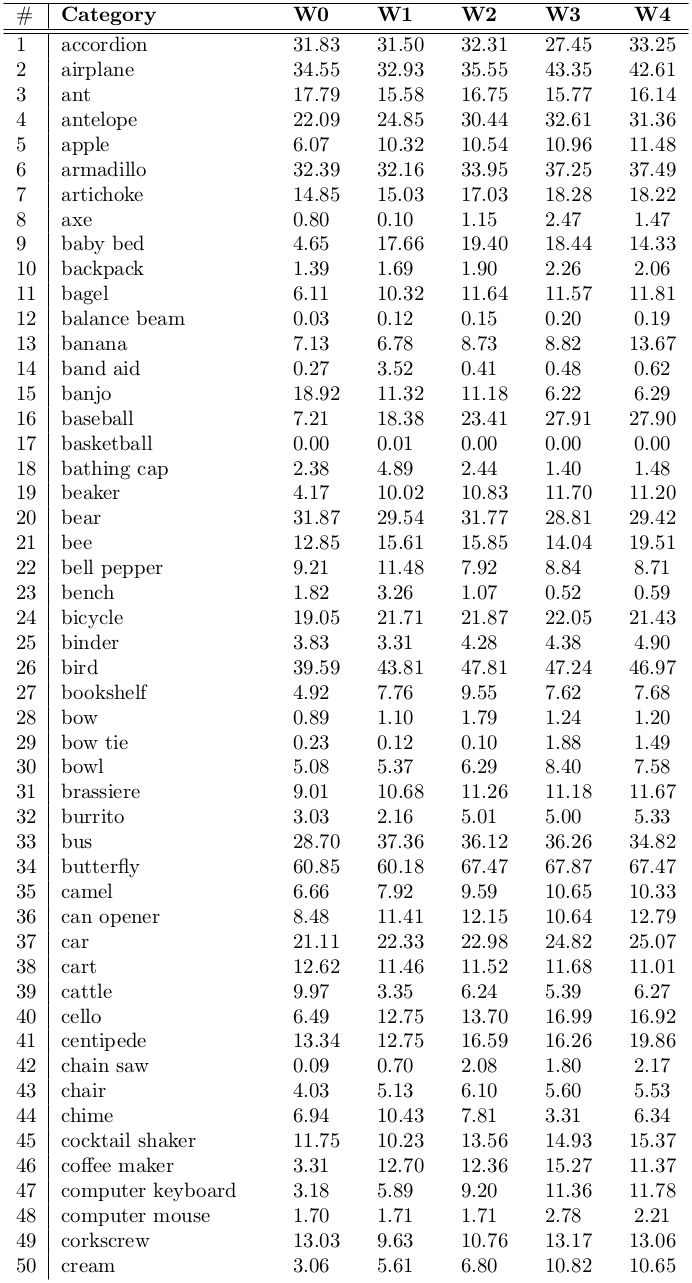 # Category W0 W1 W2 W3 W4
1 accordion 31.83 31.50 32.31 27.45 33.25
2 airplane 34.55 32.93 35.55 43.35 42.61
3 ant 17.79 15.58 16.75 15.77 16.14
4 antelope 22.09 24.85 30.44 32.61 31.36
5 apple 6.07 10.32 10.54 10.96 11.48
6 armadillo 32.39 32.16 33.95 37.25 37.49
7 artichoke 14.85 15.03 17.03 18.28 18.22
8 axe 0.80 0.10 1.15 2.47 1.47
9 baby bed 4.65 17.66 19.40 18.44 14.33
10 backpack 1.39 1.69 1.90 2.26 2.06
11 bagel 6.11 10.32 11.64 11.57 11.81
12 balance beam 0.03 0.12 0.15 0.20 0.19
13 banana 7.13 6.78 8.73 8.82 13.67
14 band aid 0.27 3.52 0.41 0.48 0.62
15 banjo 18.92 11.32 11.18 6.22 6.29
16 baseball 7.21 18.38 23.41 27.91 27.90
17 basketball 0.00 0.01 0.00 0.00 0.00
18 bathing cap 2.38 4.89 2.44 1.40 1.48
19 beaker 4.17 10.02 10.83 11.70 11.20
20 bear 31.87 29.54 31.77 28.81 29.42
21 bee 12.85 15.61 15.85 14.04 19.51
22 bell pepper 9.21 11.48 7.92 8.84 8.71
23 bench 1.82 3.26 1.07 0.52 0.59
24 bicycle 19.05 21.71 21.87 22.05 21.43
25 binder 3.83 3.31 4.28 4.38 4.90
26 bird 39.59 43.81 47.81 47.24 46.97
27 bookshelf 4.92 7.76 9.55 7.62 7.68
28 bow 0.89 1.10 1.79 1.24 1.20
29 bow tie 0.23 0.12 0.10 1.88 1.49
30 bowl 5.08 5.37 6.29 8.40 7.58
31 brassiere 9.01 10.68 11.26 11.18 11.67
32 burrito 3.03 2.16 5.01 5.00 5.33
33 bus 28.70 37.36 36.12 36.26 34.82
34 butterfly 60.85 60.18 67.47 67.87 67.47
35 camel 6.66 7.92 9.59 10.65 10.33
36 can opener 8.48 11.41 12.15 10.64 12.79
37 car 21.11 22.33 22.98 24.82 25.07
38 cart 12.62 11.46 11.52 11.68 11.01
39 cattle 9.97 3.35 6.24 5.39 6.27
40 cello 6.49 12.75 13.70 16.99 16.92
41 centipede 13.34 12.75 16.59 16.26 19.86
42 chain saw 0.09 0.70 2.08 1.80 2.17
43 chair 4.03 5.13 6.10 5.60 5.53
44 chime 6.94 10.43 7.81 3.31 6.34
45 cocktail shaker 11.75 10.23 13.56 14.93 15.37
46 coffee maker 3.31 12.70 12.36 15.27 11.37
47 computer keyboard 3.18 5.89 9.20 11.36 11.78
48 computer mouse 1.70 1.71 1.71 2.78 2.21
49 corkscrew 13.03 9.63 10.76 13.17 13.06
50 cream 3.06 5.61 6.80 10.82 10.65